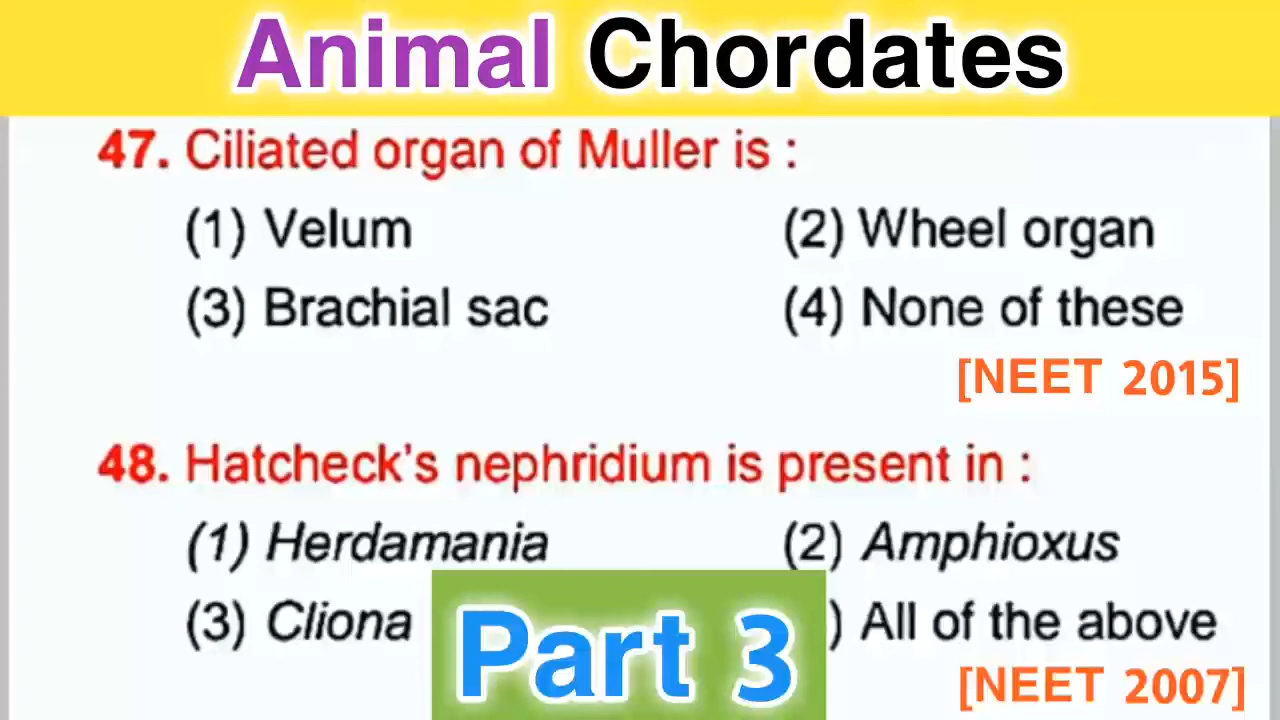 Animal Chordates
47. Ciliated organ of Muller is :
(1) Velum (2) Wheel organ
(3) Brachial sac (4) None of these
[NEET 2015]
48. Hatcheck's nephridium is present in :
(1) Herdamania (2) Amphioxus
(3) Cliona ) All of the above
Part 3
[NEET 2007]